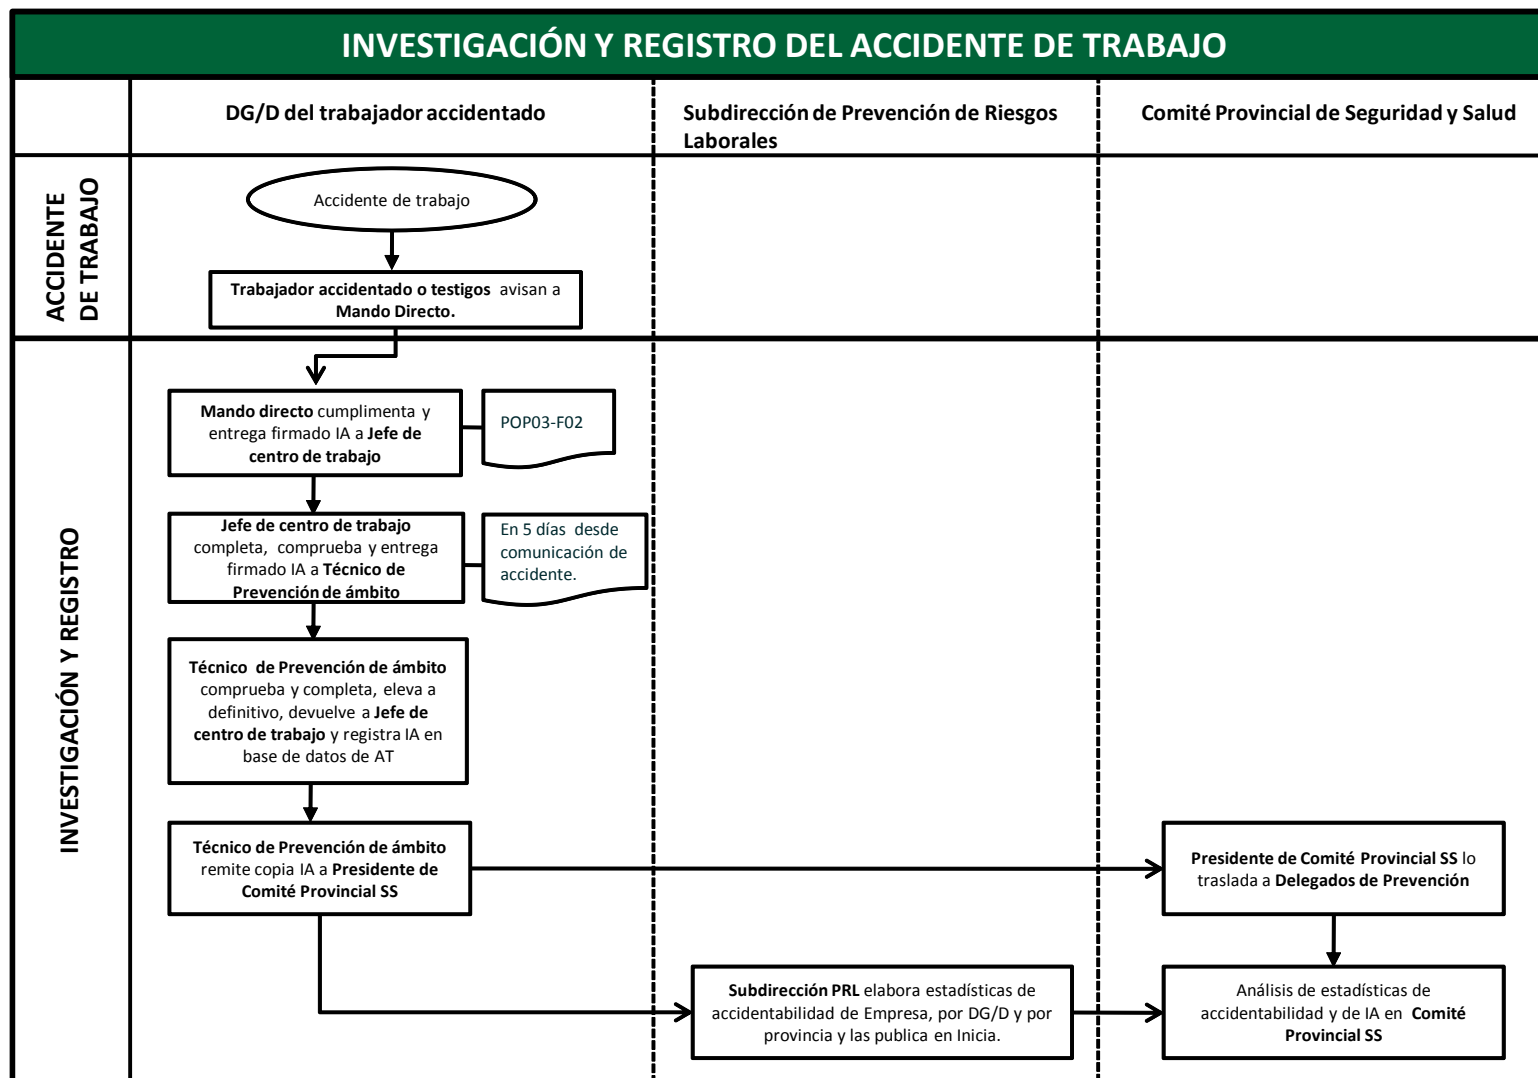 INVESTIGACIÓN Y REGISTRO DEL ACCIDENTE DE TRABAJO
DG/D del trabajador accidentado
Subdirección de Prevención de Riesgos
Laborales
Comité Provincial de Seguridad y Salud
ACCIDENTE
DE TRABAJO
Accidente de trabajo
Trabajador accidentado o testigos avisan a
Mando Directo.
INVESTIGACIÓN Y REGISTRO
Mando directo cumplimenta y
entrega firmado IA a Jefe de
centro de trabajo
POP03-F02
Jefe de centro de trabajo
completa, comprueba y entrega
firmado IA a Técnico de
Prevención de ámbito
En 5 días desde
comunicación de
accidente.
Técnico de Prevención de ámbito
comprueba y completa, eleva a
definitivo, devuelve a Jefe de
centro de trabajo y registra IA en
base de datos de AT
Técnico de Prevención de ámbito
remite copia IA a Presidente de
Comité Provincial SS
Presidente de Comité Provincial SS lo
traslada a Delegados de Prevención
Subdirección PRL elabora estadísticas de
accidentabilidad de Empresa, por DG/D y por
provincia y las publica en Inicia.
Análisis de estadísticas de
accidentabilidad y de IA en Comité
Provincial SS